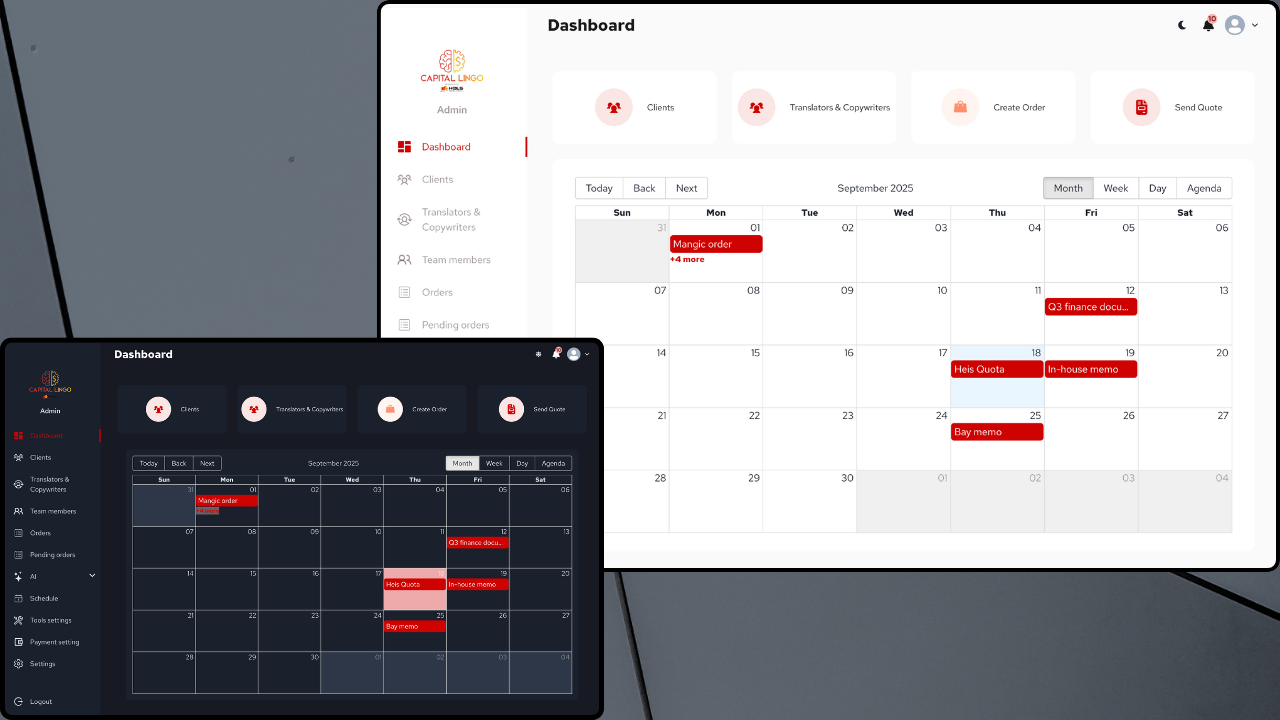 Dashboard
10
CAPITAL LINGO
Admin
Dashboard
Clients
Translators &
Copywriters
Team members
Orders
Pending orders
Clients
Translators & Copywriters
Create Order
Send Quote
Today Back Next
September 2025
Month Week Day Agenda
Sun Mon Tue Wed Thu Fri Sat
31 01 02 03 04 05 06
Mangic order
+4 more
07 08 09 10 11 12 13
Q3 finance docu...
14 15 16 17 18 19 20
Heis Quota In-house memo
21 22 23 24 25 26 27
Bay memo
28 29 30 01 02 03 04
Dashboard
CAPITAL LINGO
Admin
Dashboard
Clients
Translators &
Copywriters
Team members
Orders
Pending orders
AI
Schedule
Tools settings
Payment setting
Settings
Logout
Clients
Translators & Copywriters
Create Order
Send Quote
Today Back Next
September 2025
Month Week Day Agenda
Sun Mon Tue Wed Thu Fri Sat
31 01 02 03 04 05 06
Mangic order
+4 more
07 08 09 10 11 12 13
Q3 finance docu...
14 15 16 17 18 19 20
Heis Quota In-house memo
21 22 23 24 25 26 27
Bay memo
28 29 30 01 02 03 04